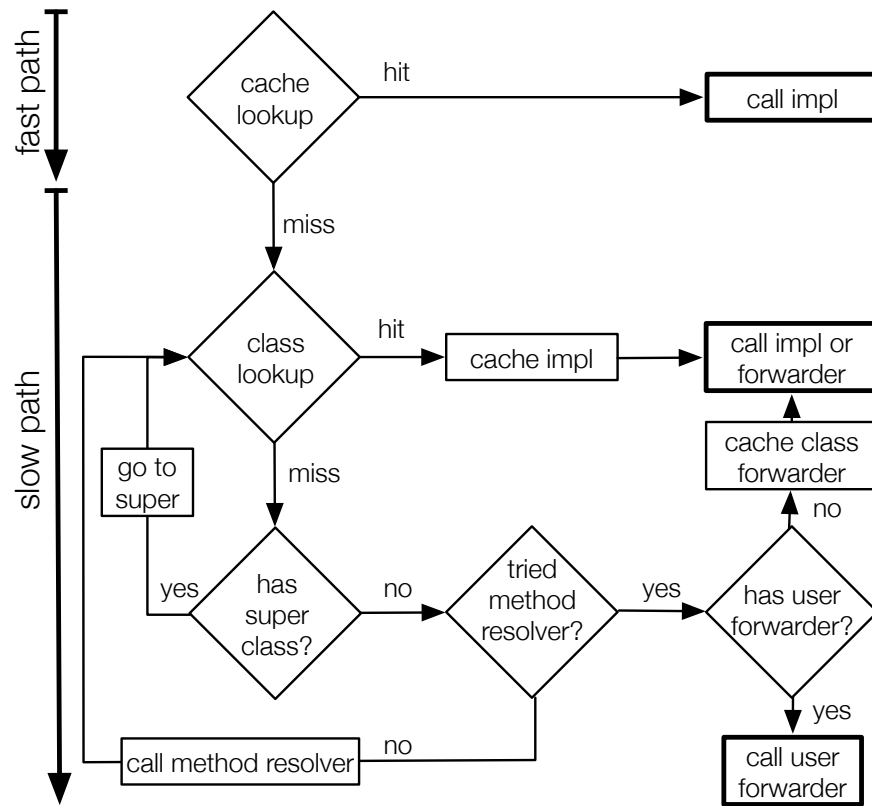 fast path
cache
lookup
hit
call impl
miss
slow path
class
lookup
hit
cache impl
call impl or
forwarder
cache class
forwarder
go to
super
miss
no
yes
has
super
class?
no
tried
method
resolver?
yes
has user
forwarder?
yes
call method resolver
no
call user
forwarder